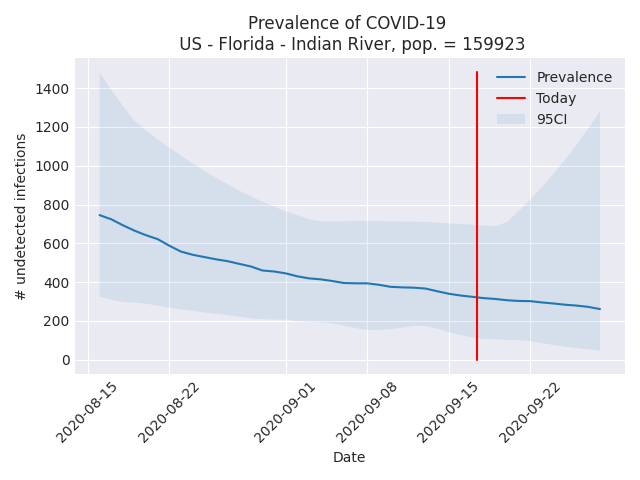 Prevalence of COVID-19
US - Florida - Indian River, pop. = 159923
Prevalence
Today
95CI
1400
1200
1000
800
600
400
200
0
# undetected infections
2020-08-15
2020-08-22
2020-09-01
2020-09-08
2020-09-15
2020-09-22
Date